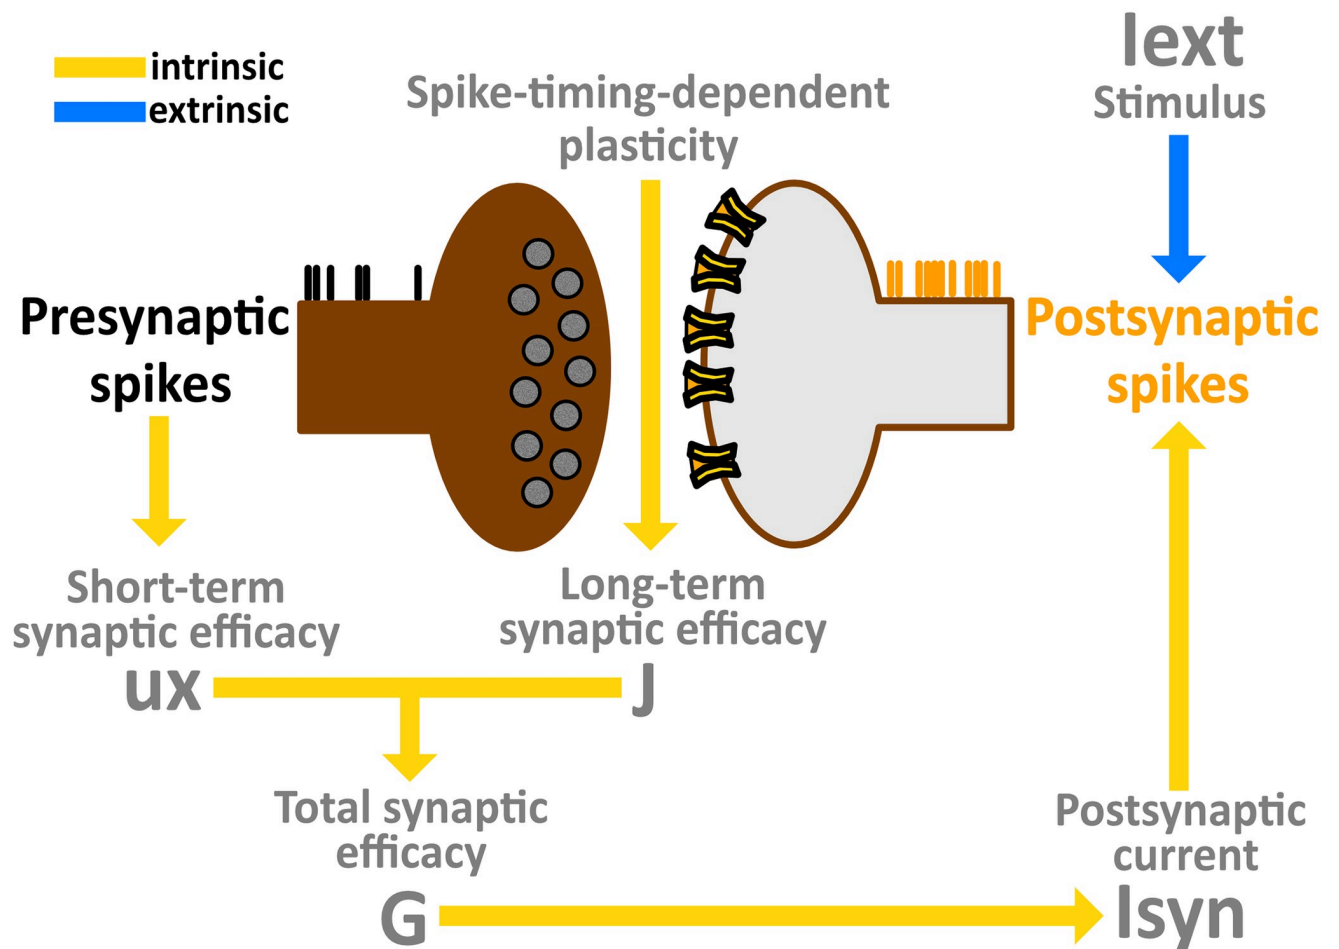 intrinsic
extrinsic
Spike-timing-dependent
plasticity
Iext
Stimulus
Presynaptic
spikes
Postsynaptic
spikes
Short-term
synaptic efficacy
ux
Long-term
synaptic efficacy
J
Total synaptic
efficacy
G
Postsynaptic
current
Isyn